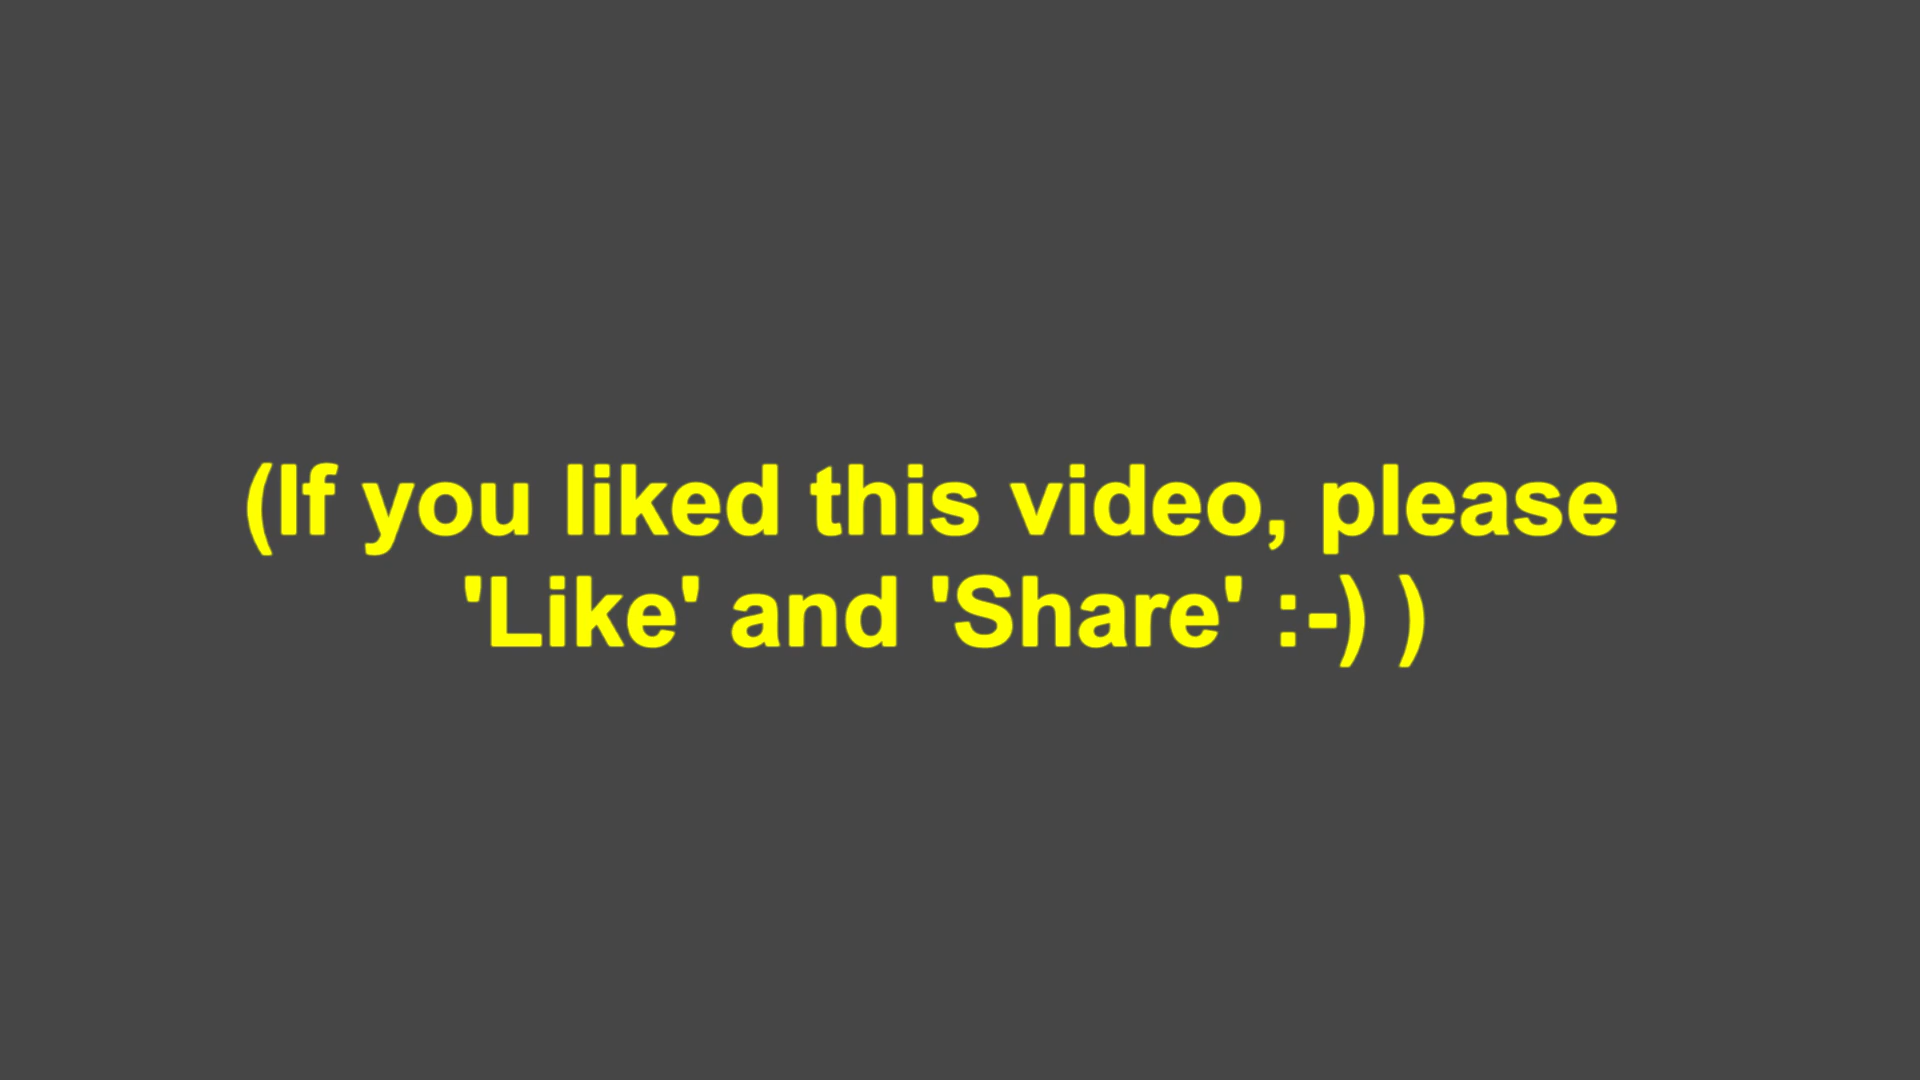 (If you liked this video, please
'Like' and 'Share' :-) )